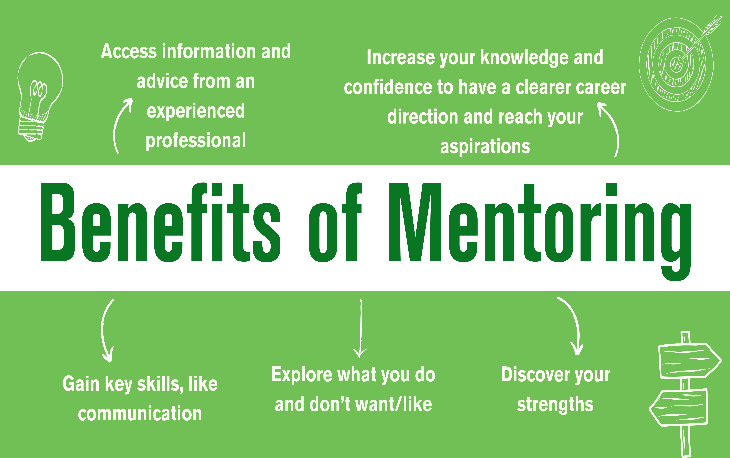 Access information and
advice from an
experienced
professional
Increase your knowledge and
confidence to have a clearer career
direction and reach your
aspirations
Benefits of Mentoring
Gain key skills, like
communication
Explore what you do
and don't want/like
Discover your
strengths